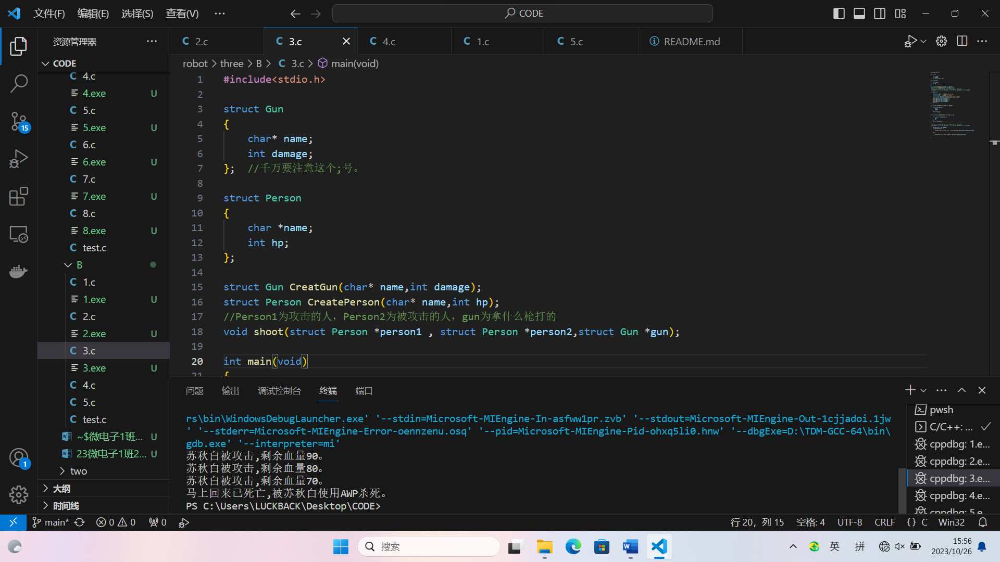 文件(F) 编辑(E) 选择(S) 查看(V) ··· CODE
资源管理器 ···
CODE
4.c
4.exe U
5.c
5.exe U
6.c
6.exe U
7.c
7.exe U
8.c
8.exe U
test.c
B
1.c
1.exe U
2.c
2.exe U
3.c
3.exe U
4.c
5.c
test.c
~$微电子1班... U
23微电子1班2... U
two
大纲
时间线
15
1
C 2.c C 3.c C 4.c C 1.c C 5.c README.md
robot > three > B > C 3.c > main(void)
1 #include<stdio.h>
2
3 struct Gun
4 {
5 char* name;
6 int damage;
7 }; //千万要注意这个;号。
8
9 struct Person
10 {
11 char *name;
12 int hp;
13 };
14
15 struct Gun CreatGun(char* name,int damage);
16 struct Person CreatePerson(char* name,int hp);
17 //Person1为攻击的人，Person2为被攻击的人，gun为拿什么枪打的
18 void shoot(struct Person *person1 , struct Person *person2,struct Gun *gun);
19
20 int main(void)
21 {
问题 输出 调试控制台 终端 端口
rs\bin\WindowsDebugLauncher.exe' '--stdin=Microsoft-MIEngine-In-asfww1pr.zvb' '--stdout=Microsoft-MIEngine-Out-1cjjadoi.1jw
' '--stderr=Microsoft-MIEngine-Error-oennzenu.osq' '--pid=Microsoft-MIEngine-Pid-ohxq5li0.hnw' '--dbgExe=D:\TDM-GCC-64\bin\
gdb.exe' '--interpreter=mi'
苏秋白被攻击,剩余血量90。
苏秋白被攻击,剩余血量80。
苏秋白被攻击,剩余血量70。
马上回来已死亡,被苏秋白使用AWP杀死。
PS C:\Users\LUCKBACK\Desktop\CODE>
pwsh
C/C++: ...
cppdbg: 1.e...
cppdbg: 2.e...
cppdbg: 3.e...
cppdbg: 4.e...
cppdbg: 5.e...
main* 0 0 0 行 20，列 15 空格: 4 UTF-8 CRLF {} C Win32
搜索 英 拼 15:56
2023/10/26